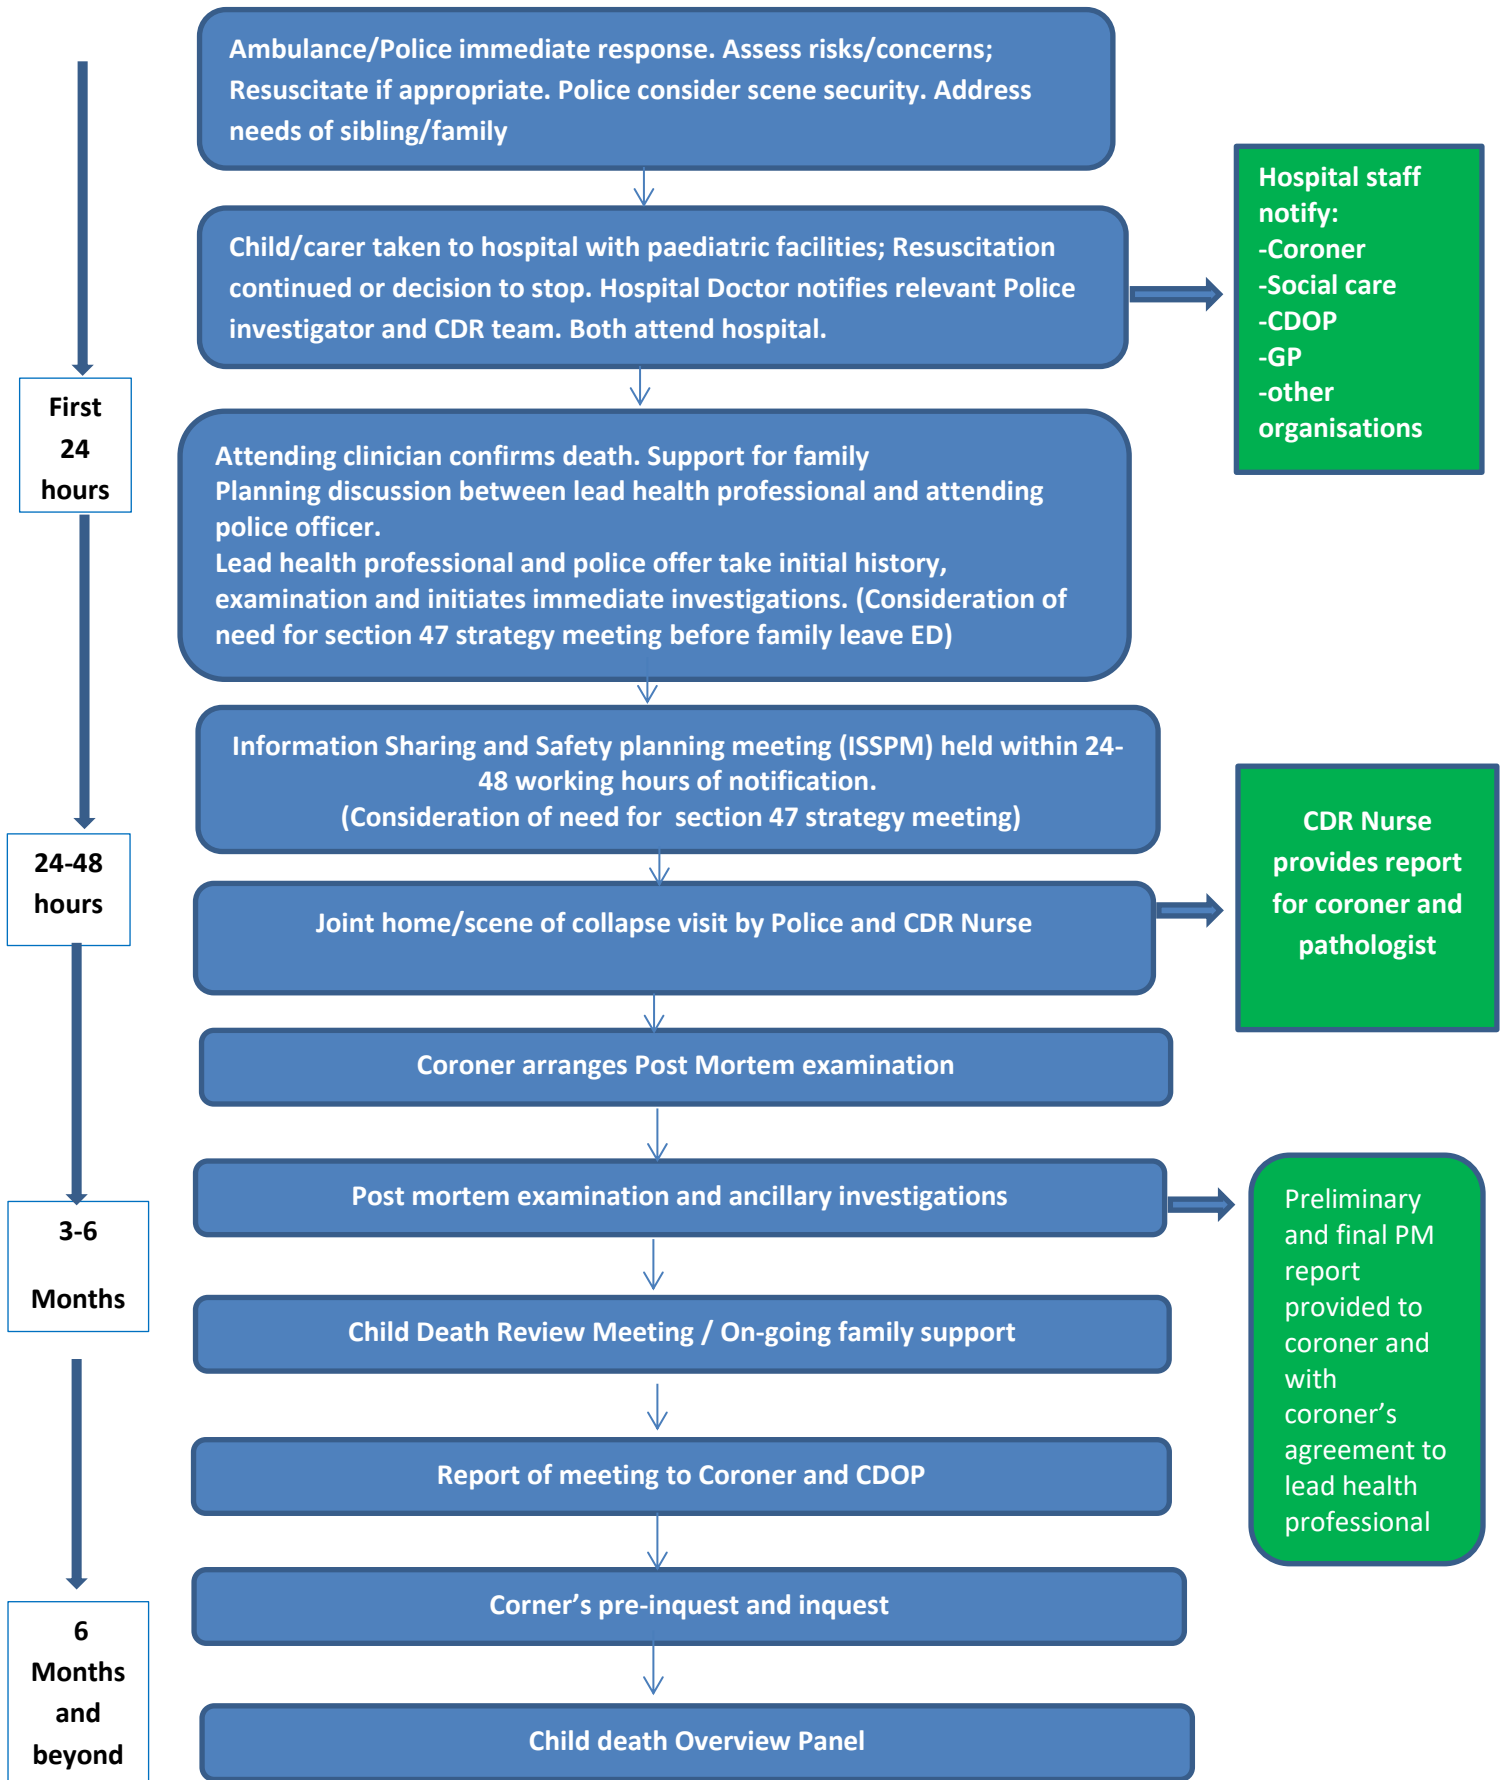 Ambulance/Police immediate response. Assess risks/concerns;
Resuscitate if appropriate. Police consider scene security. Address
needs of sibling/family
Child/carer taken to hospital with paediatric facilities; Resuscitation
continued or decision to stop. Hospital Doctor notifies relevant Police
investigator and CDR team. Both attend hospital.
Hospital staff
notify:
-Coroner
-Social care
-CDOP
-GP
-other
organisations
First
24
hours
Attending clinician confirms death. Support for family
Planning discussion between lead health professional and attending
police officer.
Lead health professional and police offer take initial history,
examination and initiates immediate investigations. (Consideration of
need for section 47 strategy meeting before family leave ED)
Information Sharing and Safety planning meeting (ISSPM) held within 24-
48 working hours of notification.
(Consideration of need for section 47 strategy meeting)
24-48
hours
Joint home/scene of collapse visit by Police and CDR Nurse
CDR Nurse
provides report
for coroner and
pathologist
Coroner arranges Post Mortem examination
Post mortem examination and ancillary investigations
3-6
Months
Preliminary
and final PM
report
provided to
coroner and
with
coroner’s
agreement to
lead health
professional
Child Death Review Meeting / On-going family support
Report of meeting to Coroner and CDOP
Corner’s pre-inquest and inquest
6
Months
and
beyond
Child death Overview Panel